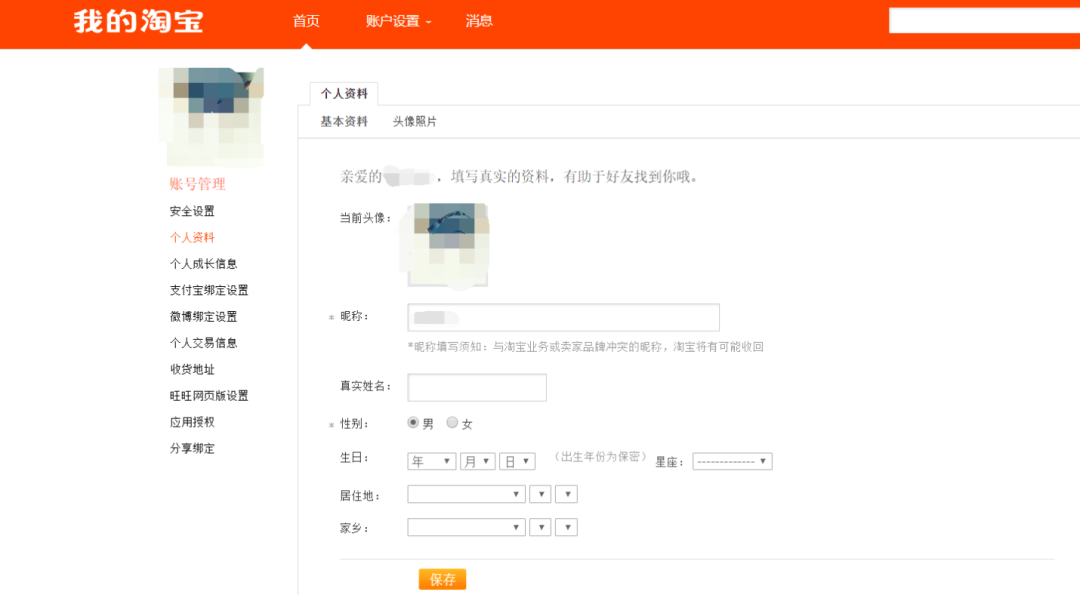 我的淘宝
首页 账户设置 消息
个人资料
基本资料 头像照片
账号管理
安全设置
个人资料
个人成长信息
支付宝绑定设置
微博绑定设置
个人交易信息
收货地址
旺旺网页版设置
应用授权
分享绑定
亲爱的 ，填写真实的资料，有助于好友找到你哦。
当前头像：
* 昵称：
*昵称填写须知：与淘宝业务或卖家品牌冲突的昵称，淘宝将有可能收回
真实姓名：
* 性别： 男 女
生日： 年 月 日 （出生年份为保密） 星座： -------------
居住地：
家乡：
保存